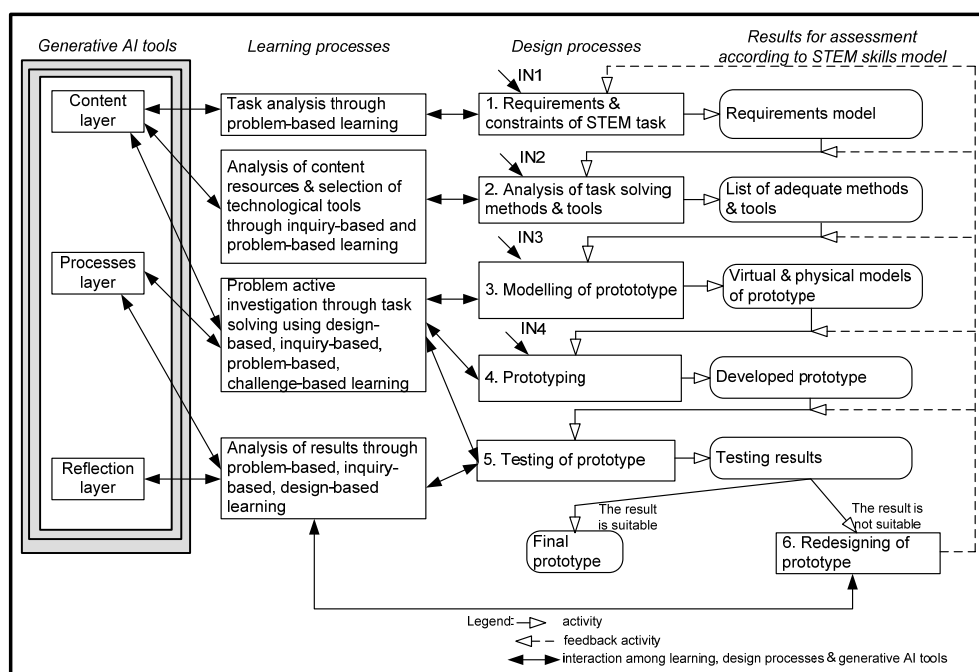 Generative AI tools
Learning processes
Design processes
Results for assessment
according to STEM skills model
Content
layer
Processes
layer
Reflection
layer
Task analysis through
problem-based learning
Analysis of content
resources & selection of
technological tools
through inquiry-based and
problem-based learning
Problem active
investigation through task
solving using design-
based, inquiry-based,
problem-based,
challenge-based learning
Analysis of results through
problem-based, inquiry-
based, design-based
learning
IN1
1. Requirements &
constraints of STEM task
Requirements model
IN2
2. Analysis of task solving
methods & tools
List of adequate methods
& tools
IN3
3. Modelling of protototype
Virtual & physical models
of prototype
IN4
4. Prototyping
Developed prototype
5. Testing of prototype
Testing results
The result
is suitable
The result is
not suitable
Final
prototype
6. Redesigning of
prototype
Legend:
activity
feedback activity
interaction among learning, design processes & generative AI tools